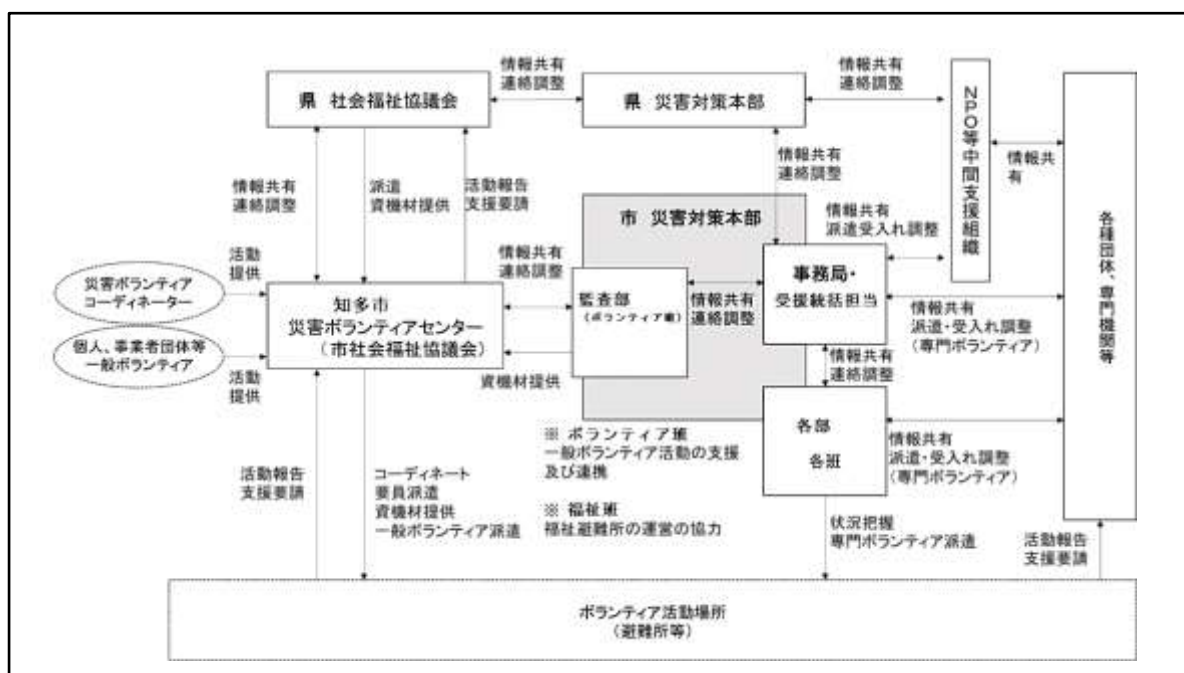 情報共有
連絡調整
情報共有
連絡調整
県 社会福祉協議会
県 災害対策本部
NPO等中間支援組織
情報共
有
各種団体、専門機関等
情報共有
連絡調整
派遣
資機材提供
活動報告
支援要請
情報共有
連絡調整
市 災害対策本部
情報共有
派遣受入れ調整
活動
提供
災害ボランティア
コーディネーター
情報共有
連絡調整
知多市
災害ボランティアセンター
(市社会福祉協議会)
監査部
(ボランティア班)
情報共有
連絡調整
事務局・
受援統括担当
情報共有
派遣・受入れ調整
(専門ボランティア)
個人、事業者団体等
一般ボランティア
活動
提供
資機材提供
情報共有
連絡調整
各部
各班
情報共有
派遣・受入れ調整
(専門ボランティア)
※ ボランティア班
一般ボランティア活動の支援
及び連携
※ 福祉班
福祉避難所の運営の協力
活動報告
支援要請
コーディネート
要員派遣
資機材提供
一般ボランティア派遣
状況把握
専門ボランティア派遣
活動報告
支援要請
ボランティア活動場所
(避難所等)